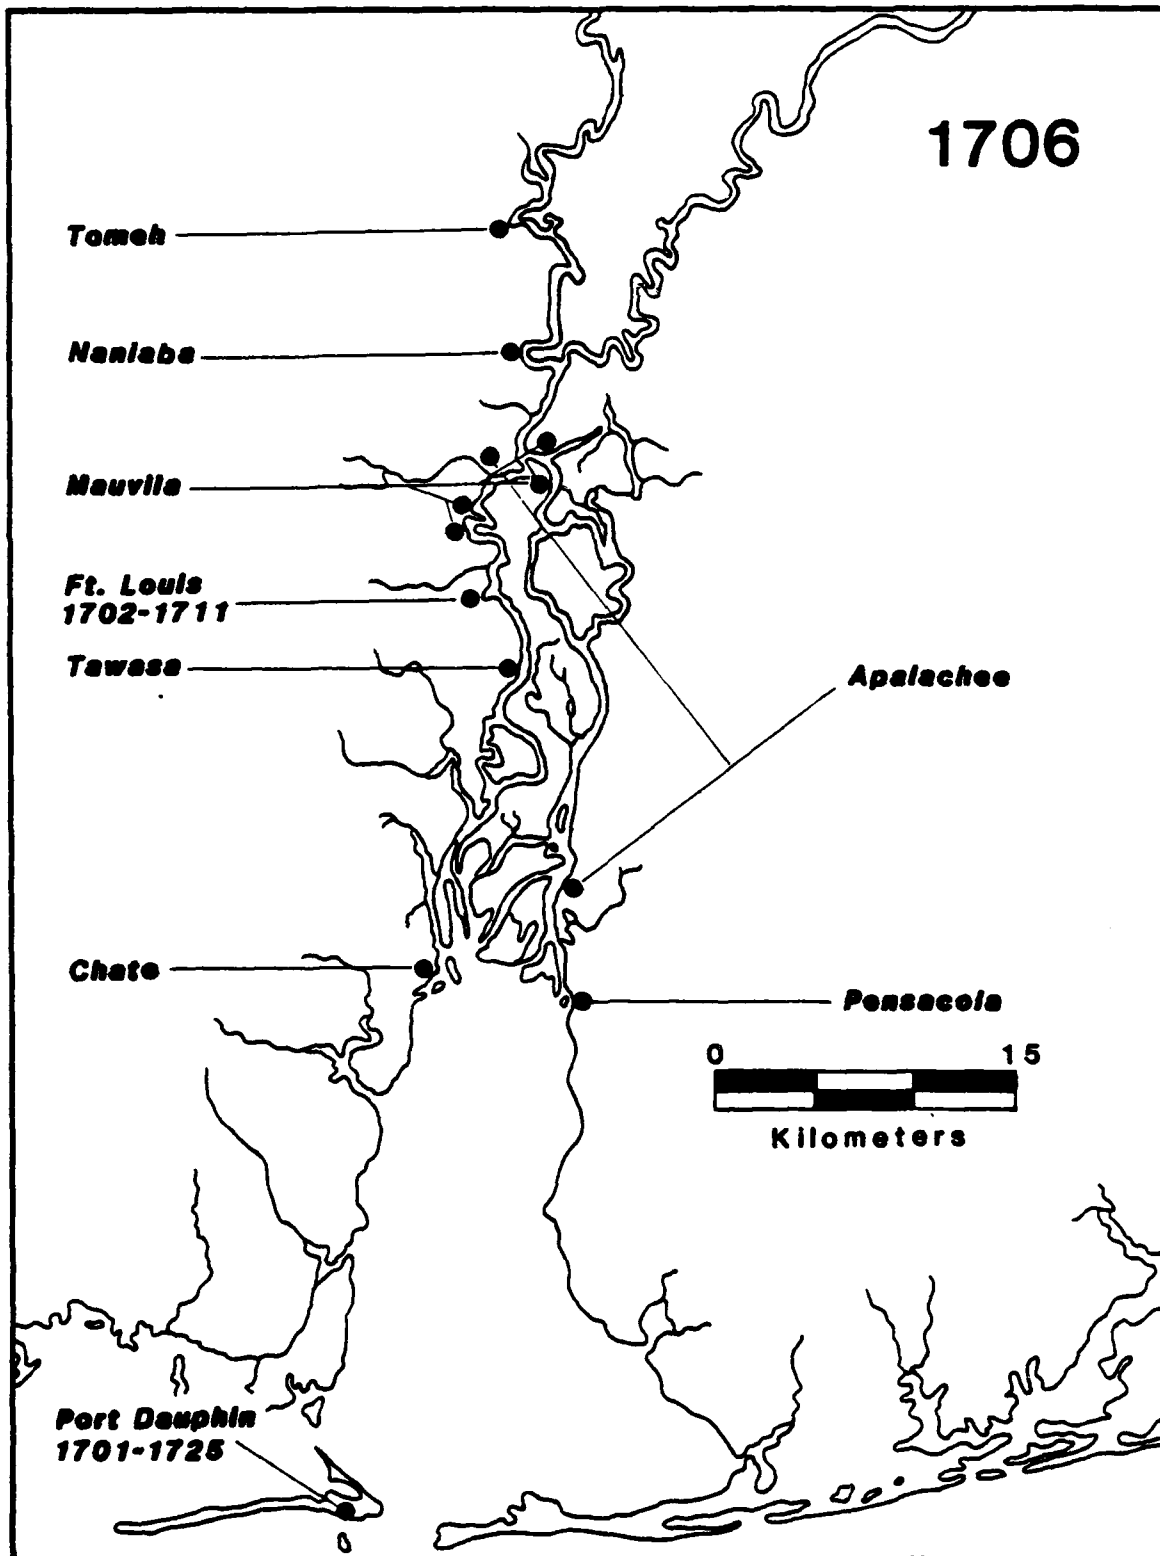 1706
Tomeh
Naniaba
Mauvila
Ft. Louis
1702-1711
Tawasa
Apalachee
Chato
Pensacola
0 15
Kilometers
Port Dauphin
1701-1725